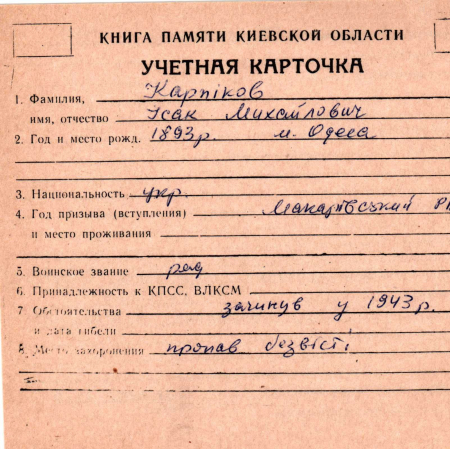 КНИГА ПАМЯТИ КИЕВСКОЙ ОБЛАСТИ
УЧЕТНАЯ КАРТОЧКА
1. Фамилия, Карпіков
имя, отчество Ісак Михайлович
2. Год и место рожд. 1893р. м. Одеса
3. Национальность укр.
4. Год призыва (вступления) Макарівський
и место проживания
5. Воинское звание ряд
6. Принадлежность к КПСС, ВЛКСМ
7. Обстоятельства загинув у 1943р.
и дата гибели
8. Место захоронения пропав безвісті